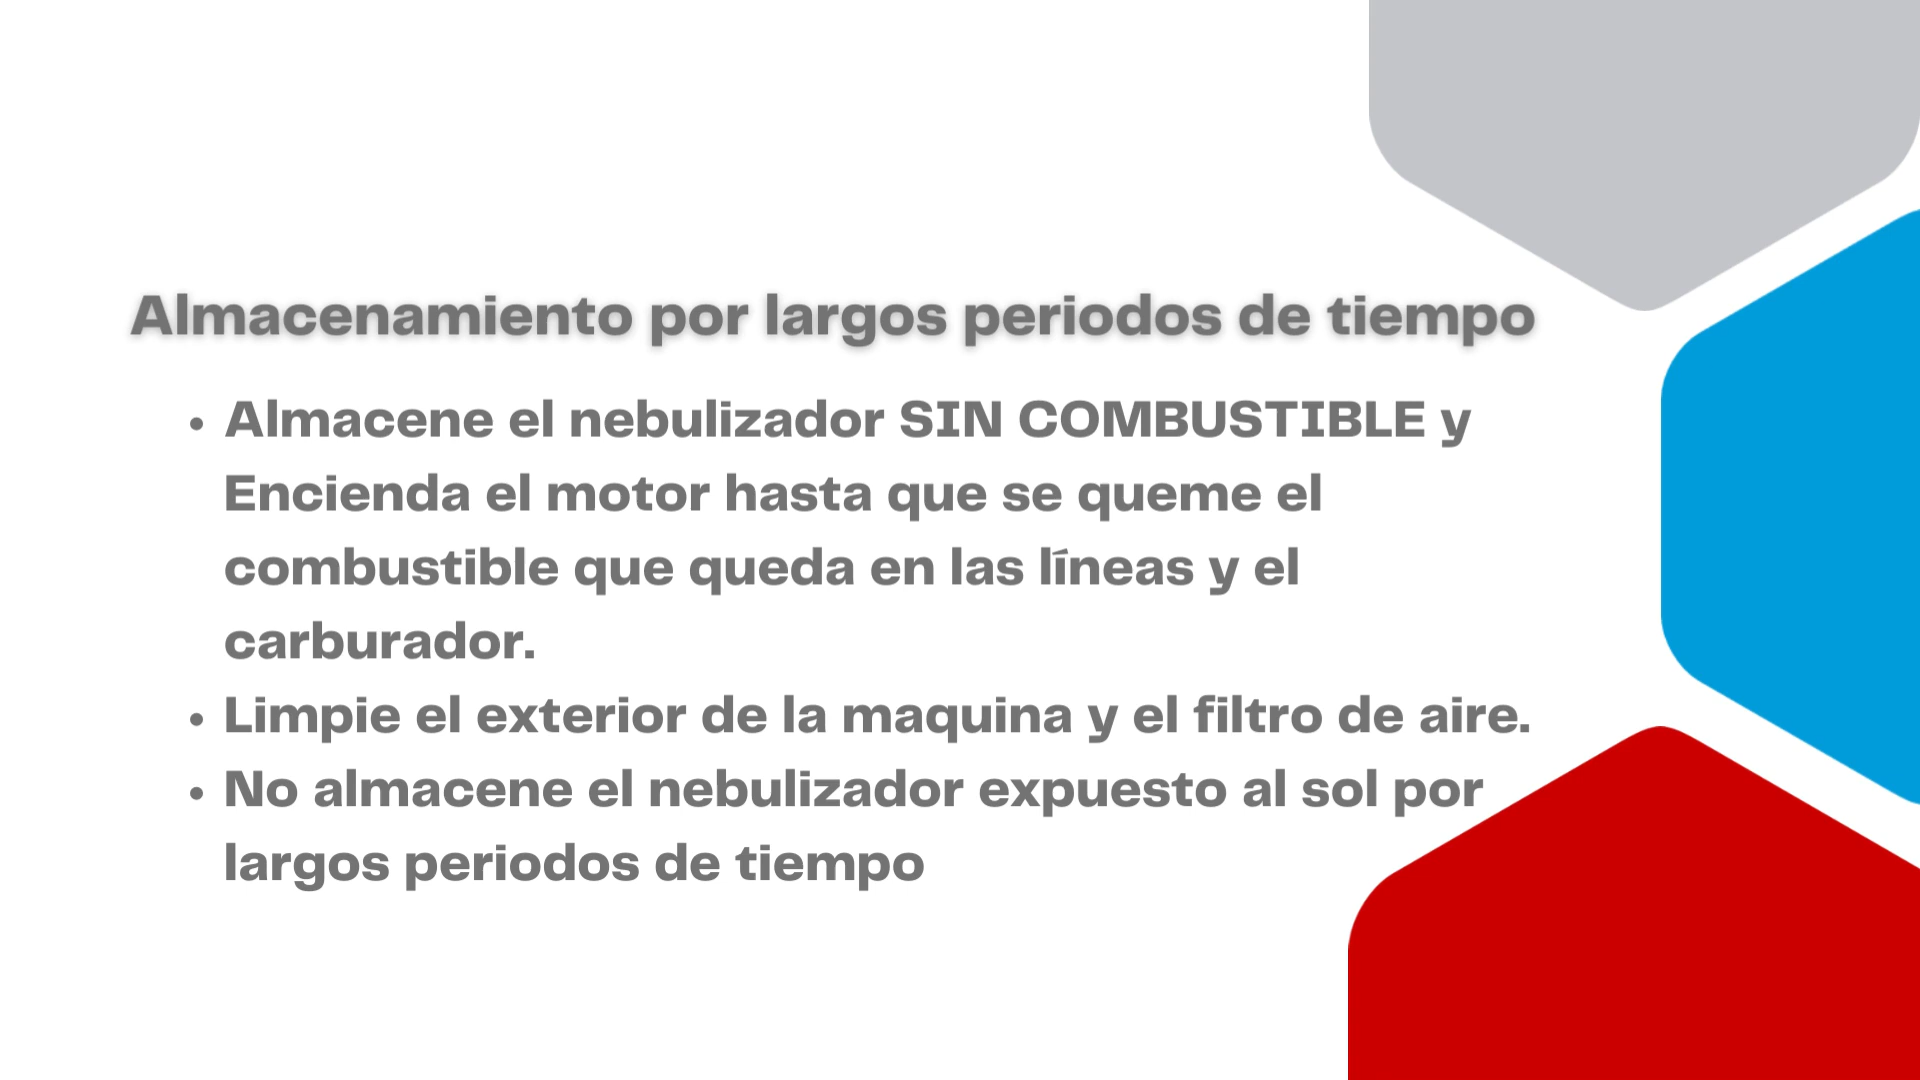 Almacenamiento por largos periodos de tiempo
• Almacene el nebulizador SIN COMBUSTIBLE y
Encienda el motor hasta que se queme el
combustible que queda en las líneas y el
carburador.
• Limpie el exterior de la maquina y el filtro de aire.
• No almacene el nebulizador expuesto al sol por
largos periodos de tiempo